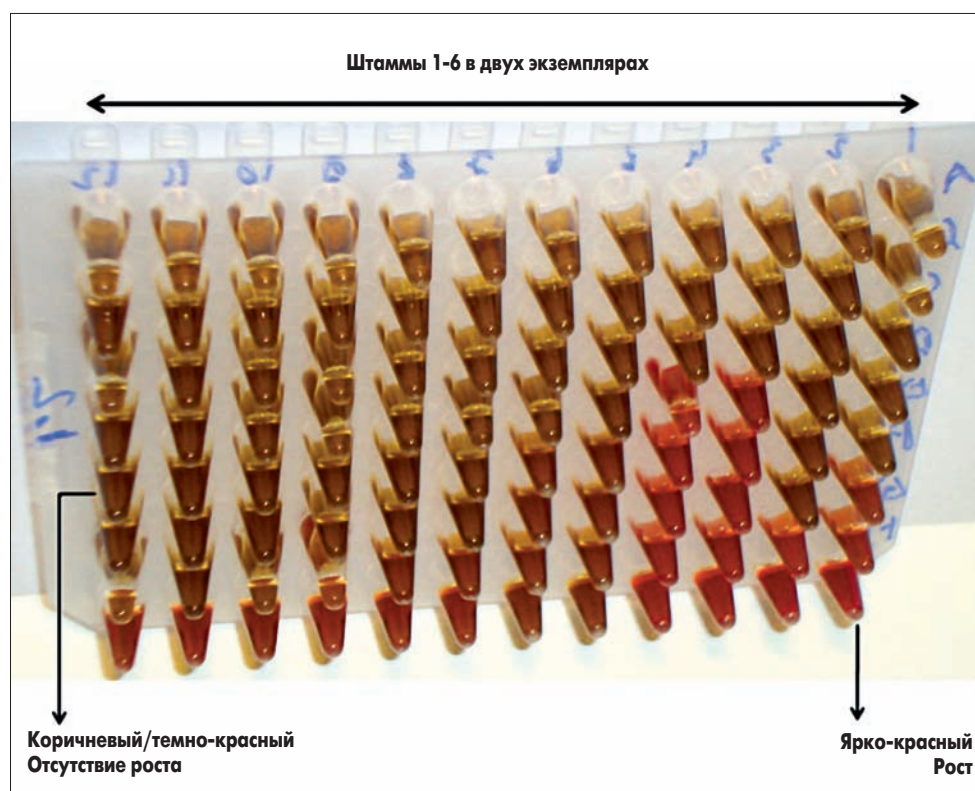 Штаммы 1-6 в двух экземплярах
Коричневый/темно-красный
Отсутствие роста
Ярко-красный
Рост